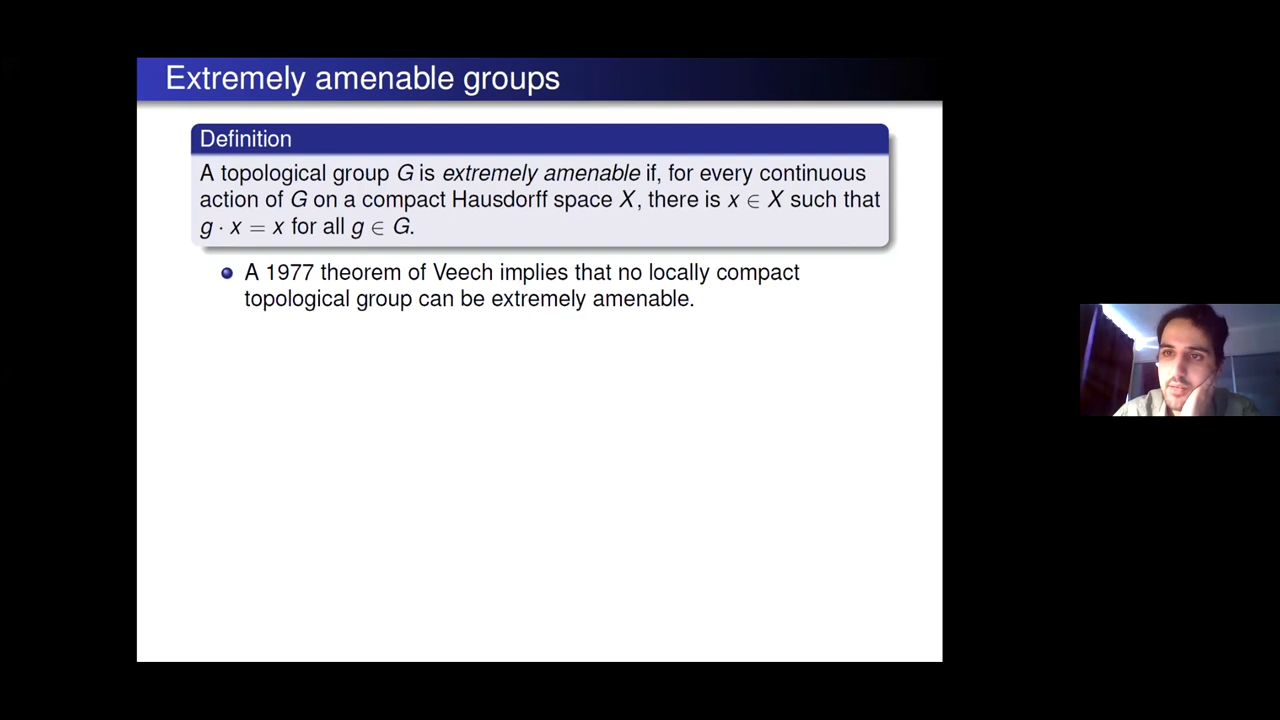 Extremely amenable groups
Definition
A topological group G is extremely amenable if, for every continuous
action of G on a compact Hausdorff space X, there is x ∈ X such that
g · x = x for all g ∈ G.
A 1977 theorem of Veech implies that no locally compact
topological group can be extremely amenable.